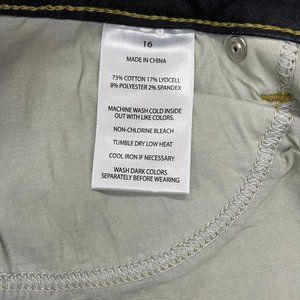 16
MADE IN CHINA
73% COTTON 17% LYOCELL
8% POLYESTER 2% SPANDEX
MACHINE WASH COLD INSIDE
OUT WITH LIKE COLORS.
NON-CHLORINE BLEACH
TUMBLE DRY LOW HEAT
COOL IRON IF NECESSARY
WASH DARK COLORS
SEPARATELY BEFORE WEARING